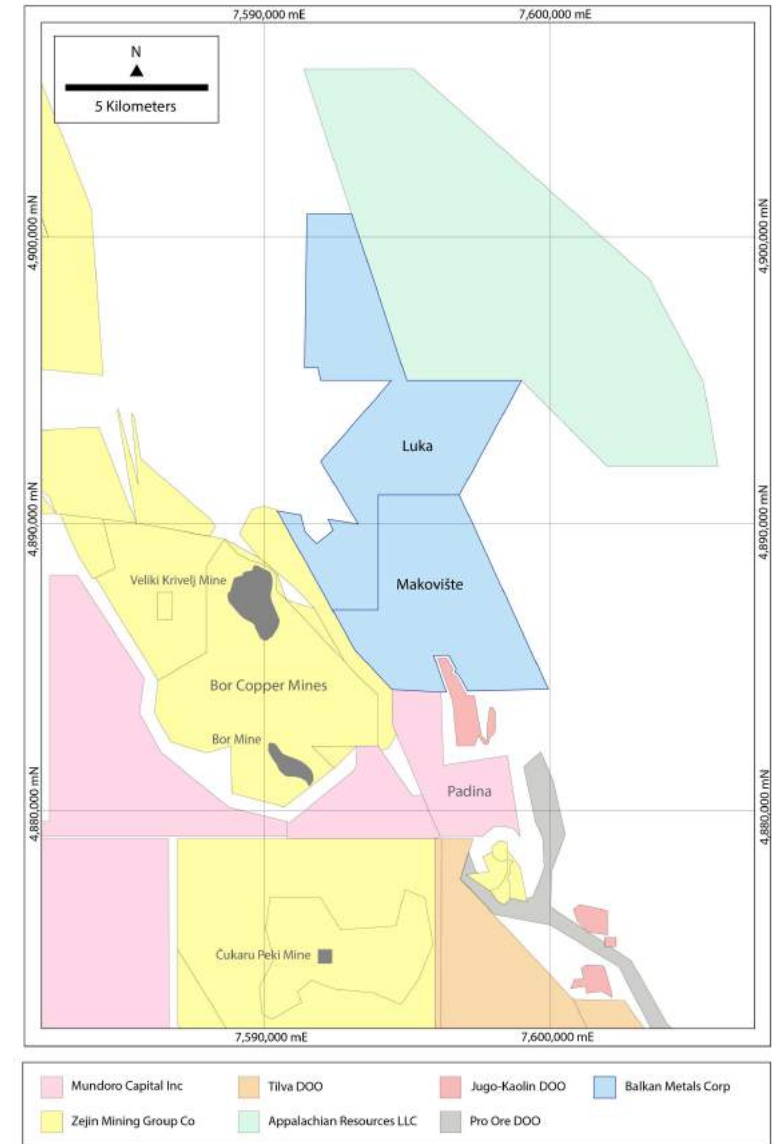 7,590,000 mE
7,600,000 mE
N
5 Kilometers
4,900,000 mN
4,900,000 mN
Luka
4,890,000 mN
4,890,000 mN
Veliki Krivelj Mine
Makovište
Bor Copper Mines
Bor Mine
Padina
4,880,000 mN
4,880,000 mN
Čukaru Peki Mine
7,590,000 mE
7,600,000 mE
Mundoro Capital Inc
Tilva DOO
Jugo-Kaolin DOO
Balkan Metals Corp
Zejin Mining Group Co
Appalachian Resources LLC
Pro Ore DOO